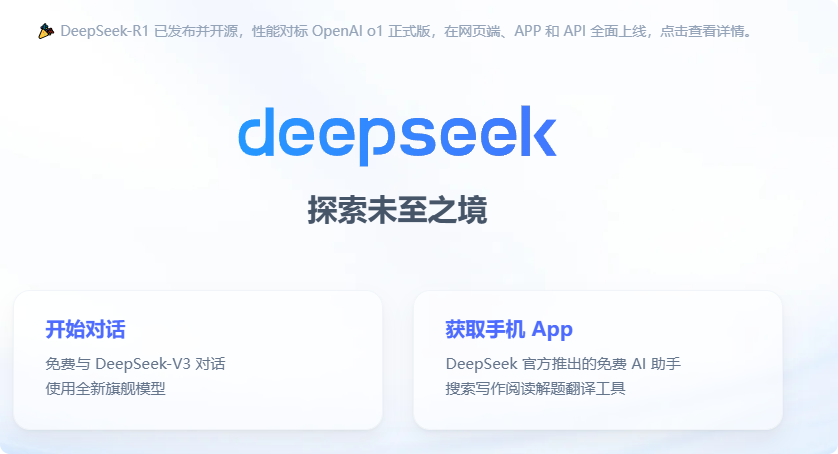 🎉 DeepSeek-R1 已发布并开源，性能对标 OpenAI o1 正式版，在网页端、APP 和 API 全面上线，点击查看详情。
deepseek
探索未至之境
开始对话
免费与 DeepSeek-V3 对话
使用全新旗舰模型
获取手机 App
DeepSeek 官方推出的免费 AI 助手
搜索写作阅读解题翻译工具